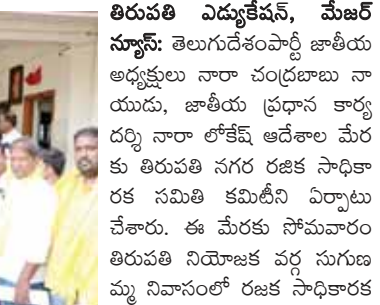 తిరుపతి ఎడ్యుకేషన్, మేజర్
న్యూస్: తెలుగుదేశంపార్టీ జాతీయ
అధ్యక్షులు నారా చంద్రబాబు నా
యుడు, జాతీయ ప్రధాన కార్య
దర్శి నారా లోకేష్ ఆదేశాల మేర
కు తిరుపతి నగర రజిక సాధికా
రక సమితి కమిటీని ఏర్పాటు
చేశారు. ఈ మేరకు సోమవారం
తిరుపతి నియోజక వర్గ సుగుణ
మ్మ నివాసంలో రజక సాధికారక